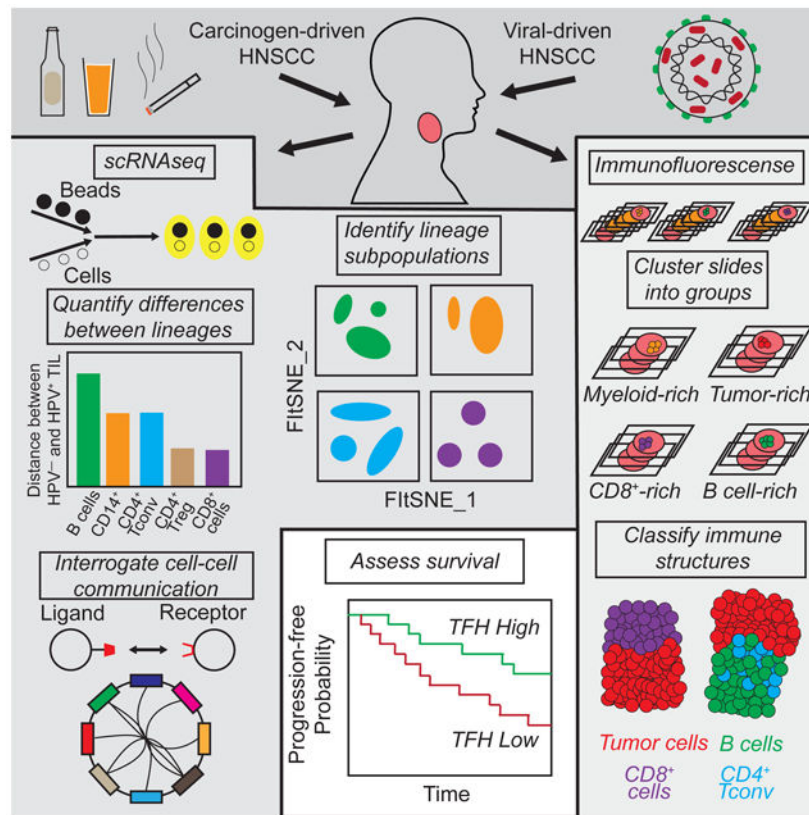 Carcinogen-driven
HNSCC
Viral-driven
HNSCC
scRNAseq
Beads
Cells
Quantify differences
between lineages
Distance between
HPV− and HPV+ TIL
B cells
CD14+
CD4+
Tconv
CD4+
Treg
CD8+
cells
Interrogate cell-cell
communication
Ligand
Receptor
Identify lineage
subpopulations
FItSNE_2
FItSNE_1
Assess survival
Progression-free
Probability
TFH High
TFH Low
Time
Immunofluorescense
Cluster slides
into groups
Myeloid-rich
Tumor-rich
CD8+-rich
B cell-rich
Classify immune
structures
Tumor cells
B cells
CD8+
cells
CD4+
Tconv